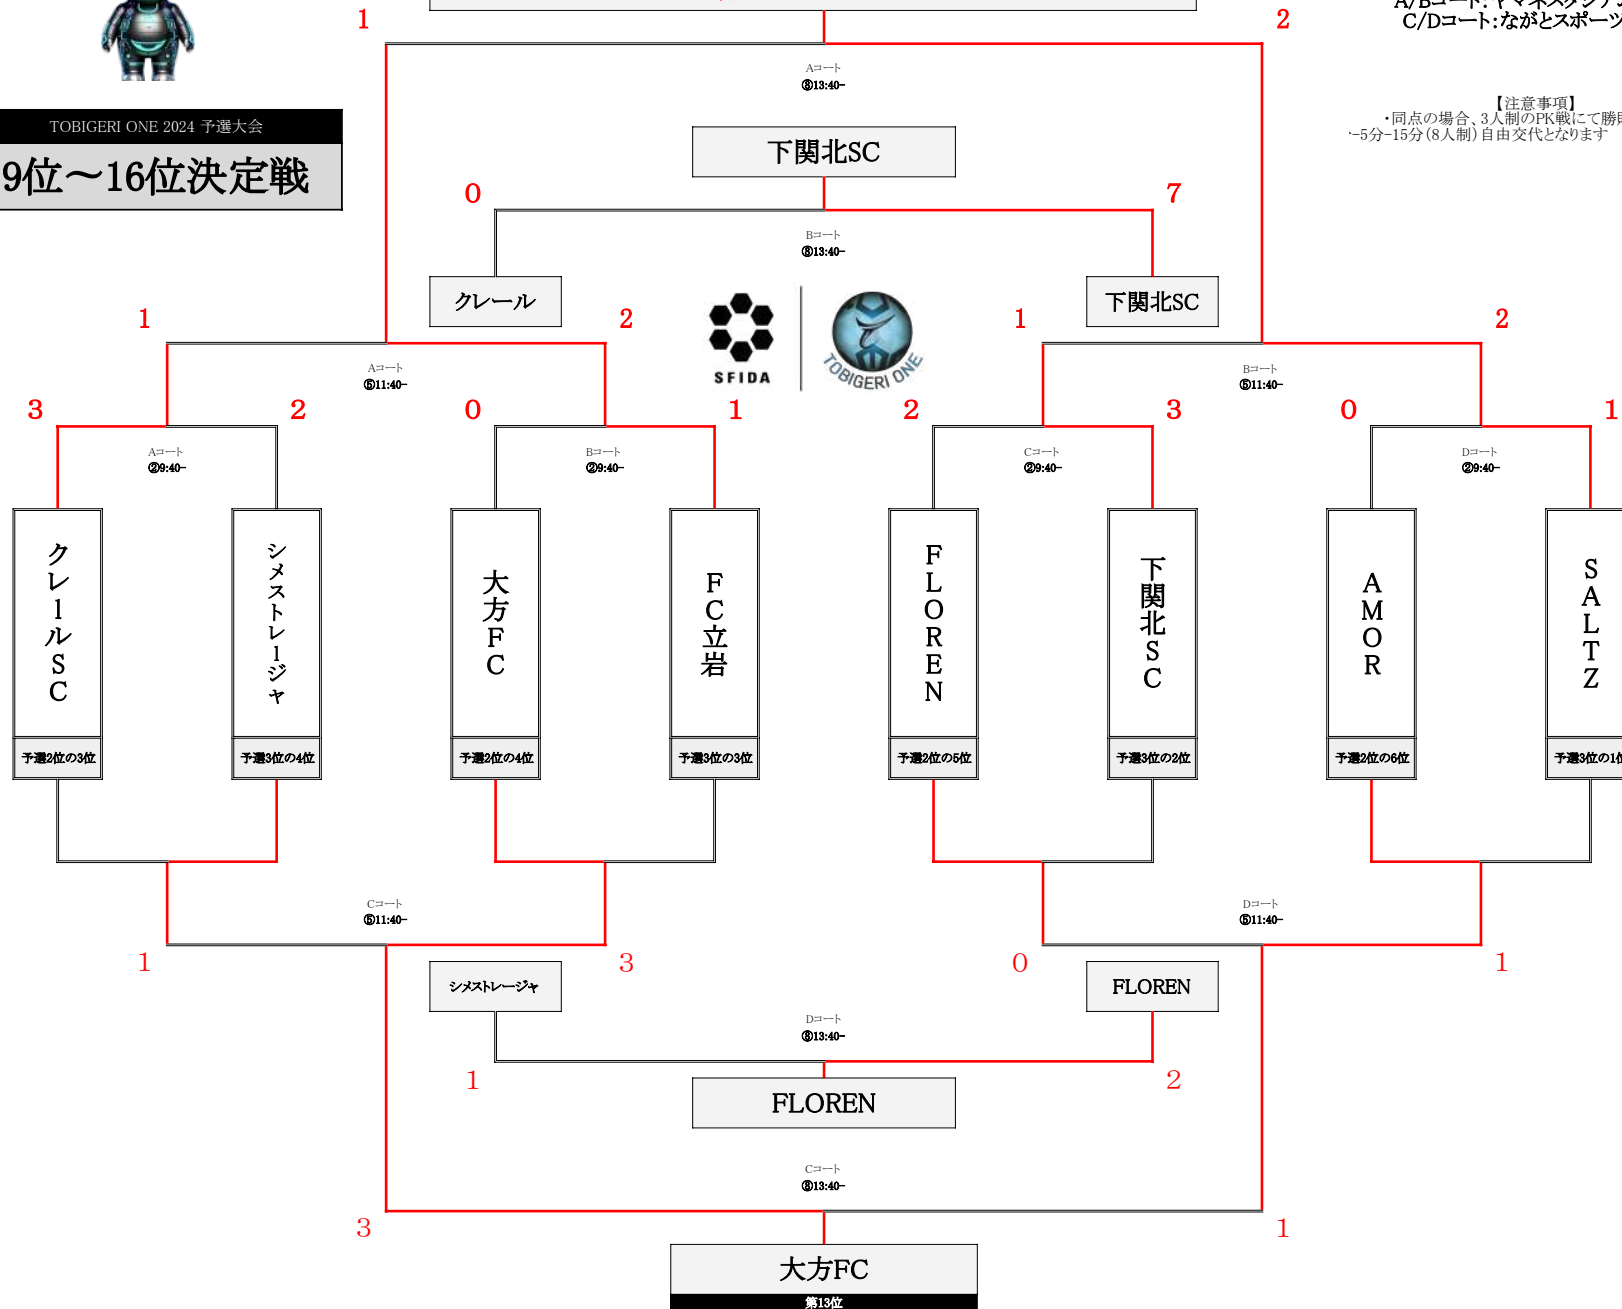 1
2
C/Dコート：ながとスポーツ
Aコート
⑧13:40-
【注意事項】
・同点の場合、3人制のPK戦にて勝
-5分-15分（8人制）自由交代となります
TOBIGERI ONE 2024 予選大会
9位～16位決定戦
下関北SC
0
7
Bコート
⑧13:40-
クレール
下関北SC
1
2
1
2
SFIDA
TOBIGERI ONE
Aコート
⑤11:40-
Bコート
⑤11:40-
3
2
0
1
2
3
0
1
Aコート
②9:40-
Bコート
②9:40-
Cコート
②9:40-
Dコート
②9:40-
クレールSC
シメストレージャ
大方FC
FC立岩
FLOREN
下関北SC
AMOR
SALTZ
予選2位の3位
予選3位の4位
予選2位の4位
予選3位の3位
予選2位の5位
予選3位の2位
予選2位の6位
予選3位の1位
Cコート
⑤11:40-
Dコート
⑤11:40-
1
3
0
1
シメストレージャ
FLOREN
Dコート
⑧13:40-
1
2
FLOREN
Cコート
⑧13:40-
3
1
大方FC
第13位